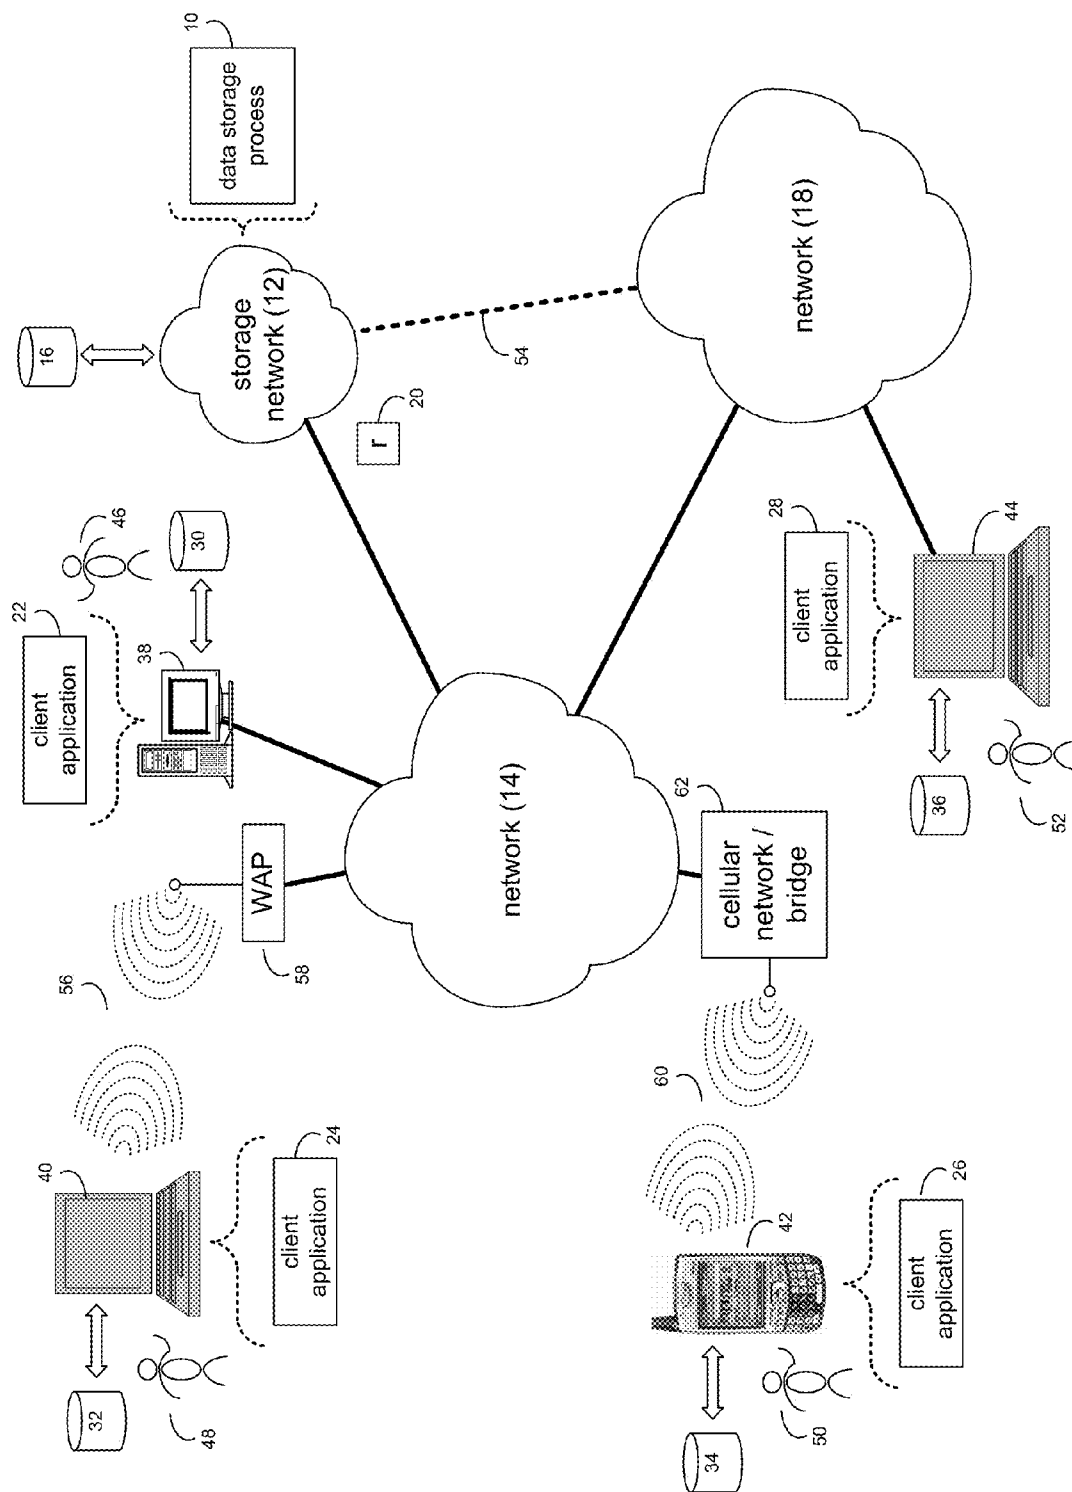 32
40
48
client
application
24
56
58
WAP
client
application
22
38
46
30
16
storage
network (12)
data storage
process
10
r
20
54
network (14)
network (18)
34
42
50
client
application
26
60
cellular
network /
bridge
62
client
application
28
36
44
52